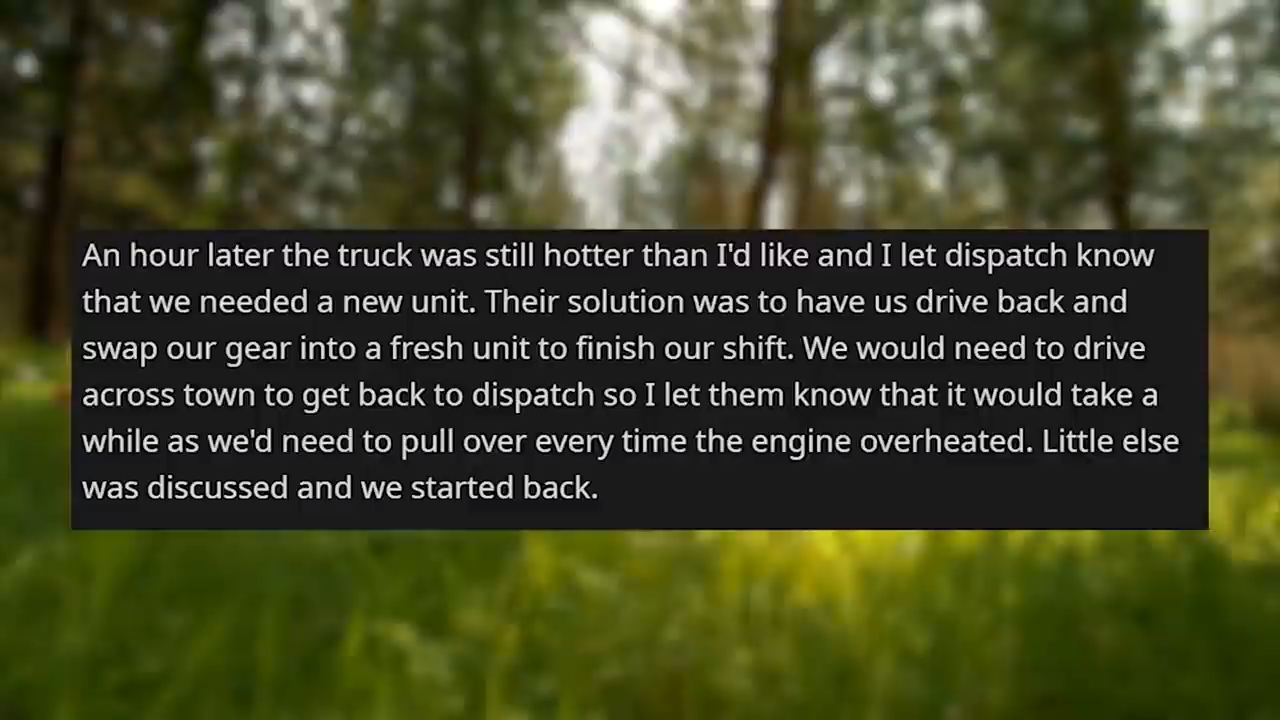 An hour later the truck was still hotter than I'd like and I let dispatch know
that we needed a new unit. Their solution was to have us drive back and
swap our gear into a fresh unit to finish our shift. We would need to drive
across town to get back to dispatch so I let them know that it would take a
while as we'd need to pull over every time the engine overheated. Little else
was discussed and we started back.